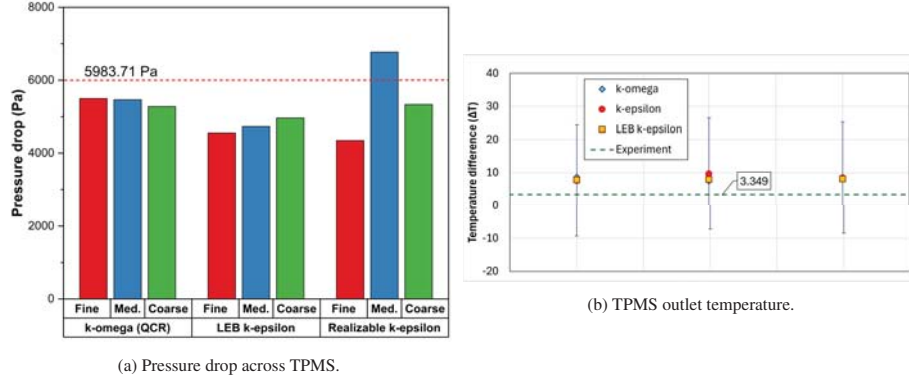 8000
6000
4000
2000
0
Pressure drop (Pa)
5983.71 Pa
Fine Med. Coarse Fine Med. Coarse Fine Med. Coarse
k-omega (QCR) LEB k-epsilon Realizable k-epsilon
(a) Pressure drop across TPMS.
40
30
20
10
0
-10
-20
Temperature difference (ΔT)
k-omega
k-epsilon
LEB k-epsilon
Experiment
3.349
(b) TPMS outlet temperature.